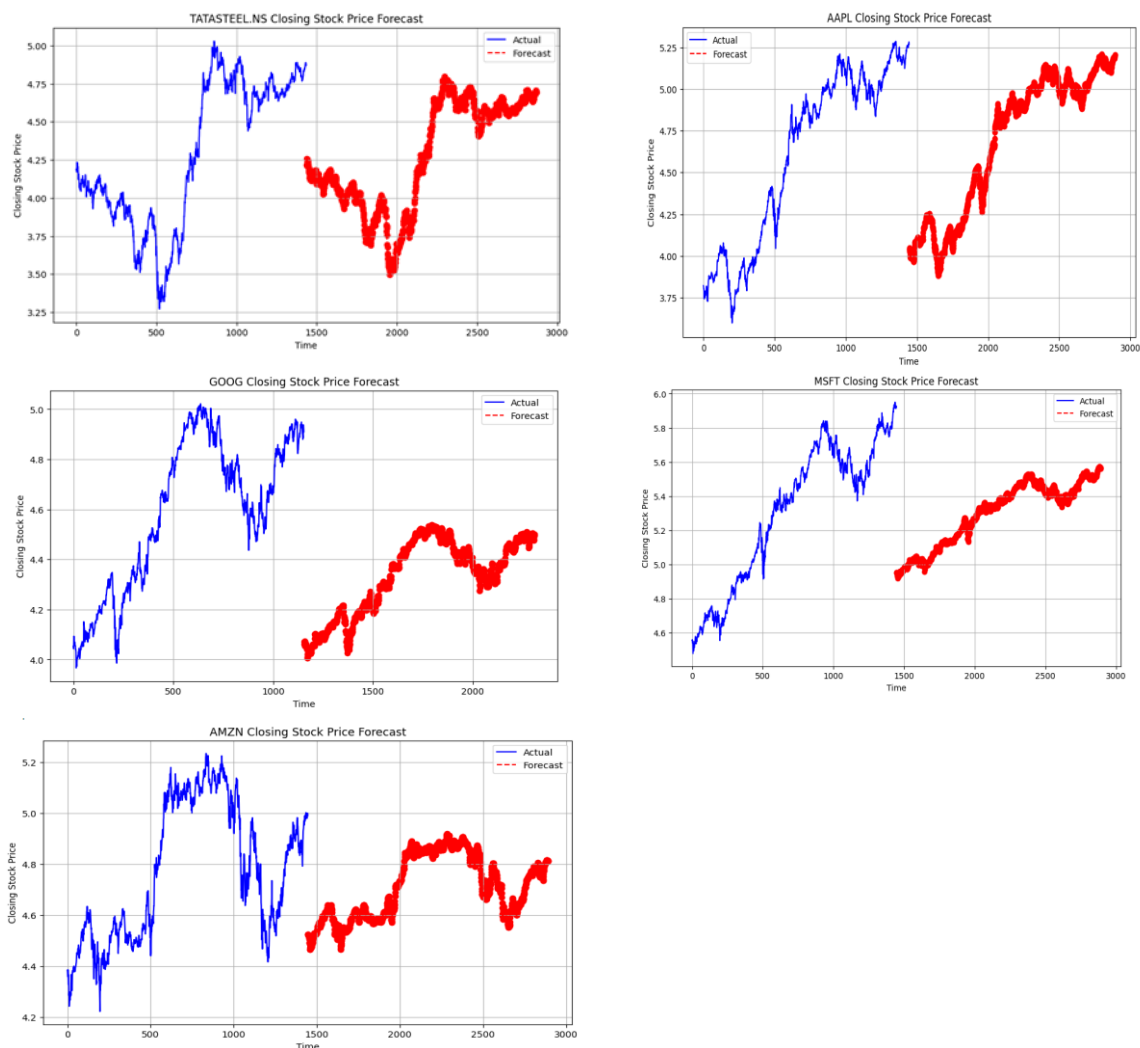 TATASTEEL.NS Closing Stock Price Forecast
5.00
4.75
4.50
4.25
4.00
3.75
3.50
3.25
Closing Stock Price
Actual
Forecast
0 500 1000 1500 2000 2500 3000
Time
AAPL Closing Stock Price Forecast
5.25
5.00
4.75
4.50
4.25
4.00
3.75
Closing Stock Price
Actual
Forecast
0 500 1000 1500 2000 2500 3000
Time
GOOG Closing Stock Price Forecast
5.0
4.8
4.6
4.4
4.2
4.0
Closing Stock Price
Actual
Forecast
0 500 1000 1500 2000
Time
MSFT Closing Stock Price Forecast
6.0
5.8
5.6
5.4
5.2
5.0
4.8
4.6
Closing Stock Price
Actual
Forecast
0 500 1000 1500 2000 2500 3000
Time
.
AMZN Closing Stock Price Forecast
5.2
5.0
4.8
4.6
4.4
4.2
Closing Stock Price
Actual
Forecast
0 500 1000 1500 2000 2500 3000
Time